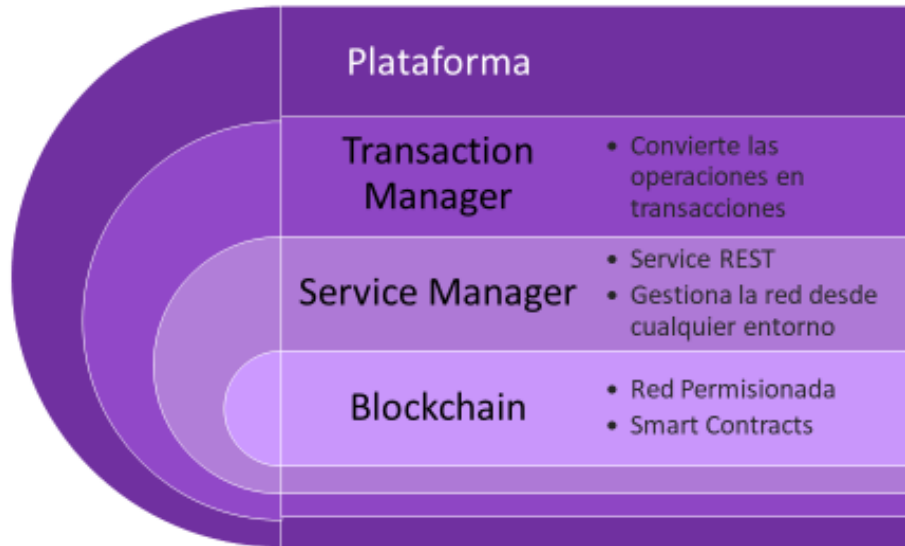 Plataforma
Transaction
Manager
• Convierte las
operaciones en
transacciones
Service Manager
• Service REST
• Gestiona la red desde
cualquier entorno
Blockchain
• Red Permisionada
• Smart Contracts